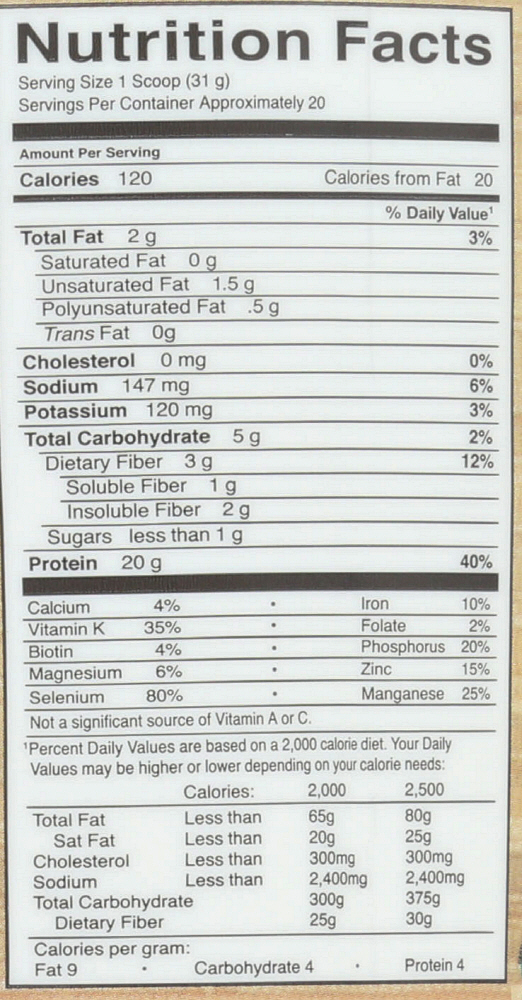 Nutrition Facts
Serving Size 1 Scoop (31 g)
Servings Per Container Approximately 20
Amount Per Serving
Calories 120 Calories from Fat 20
% Daily Value¹
Total Fat 2 g 3%
Saturated Fat 0 g
Unsaturated Fat 1.5 g
Polyunsaturated Fat .5 g
Trans Fat 0g
Cholesterol 0 mg 0%
Sodium 147 mg 6%
Potassium 120 mg 3%
Total Carbohydrate 5 g 2%
Dietary Fiber 3 g 12%
Soluble Fiber 1 g
Insoluble Fiber 2 g
Sugars less than 1 g
Protein 20 g 40%
Calcium 4% • Iron 10%
Vitamin K 35% • Folate 2%
Biotin 4% • Phosphorus 20%
Magnesium 6% • Zinc 15%
Selenium 80% • Manganese 25%
Not a significant source of Vitamin A or C.
¹Percent Daily Values are based on a 2,000 calorie diet. Your Daily
Values may be higher or lower depending on your calorie needs:
Calories: 2,000 2,500
Total Fat Less than 65g 80g
Sat Fat Less than 20g 25g
Cholesterol Less than 300mg 300mg
Sodium Less than 2,400mg 2,400mg
Total Carbohydrate 300g 375g
Dietary Fiber 25g 30g
Calories per gram:
Fat 9 • Carbohydrate 4 • Protein 4